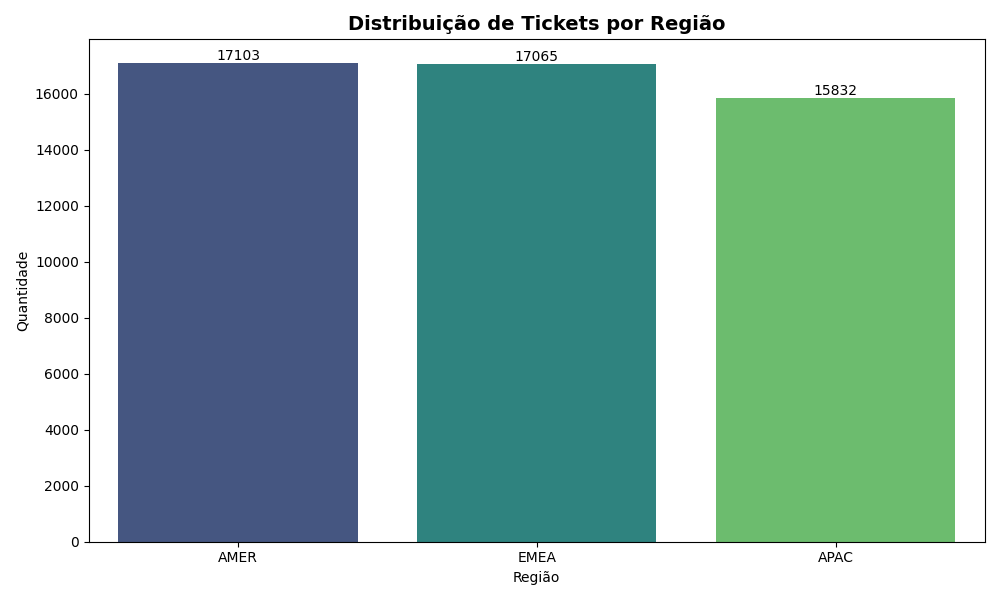 Distribuição de Tickets por Região
17103
17065
15832
16000
14000
12000
10000
8000
6000
4000
2000
0
Quantidade
AMER
EMEA
APAC
Região